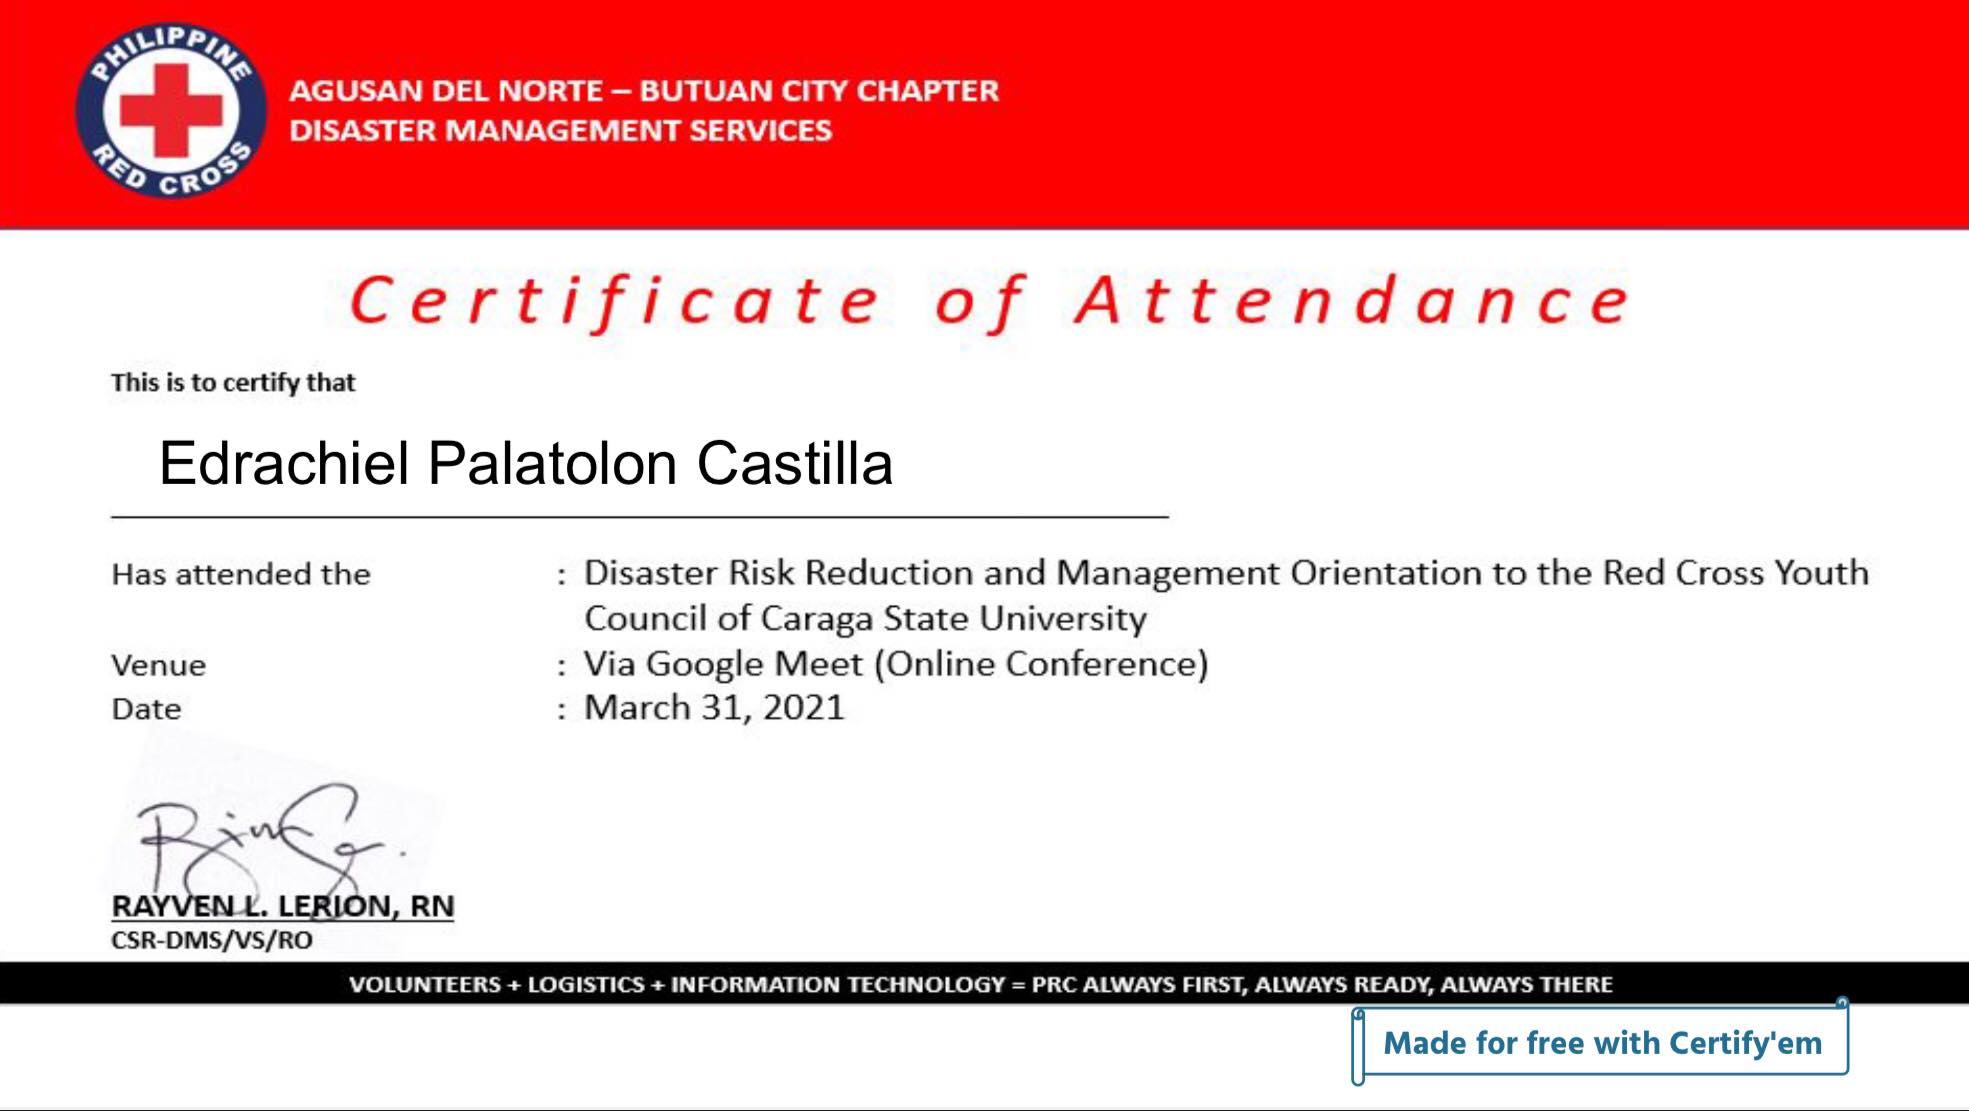 PHILIPPINE
RED CROSS
AGUSAN DEL NORTE – BUTUAN CITY CHAPTER
DISASTER MANAGEMENT SERVICES
Certificate of Attendance
This is to certify that
Edrachiel Palatolon Castilla
Has attended the : Disaster Risk Reduction and Management Orientation to the Red Cross Youth
Council of Caraga State University
Venue : Via Google Meet (Online Conference)
Date : March 31, 2021
RAYVEN L. LERION, RN
CSR-DMS/VS/RO
VOLUNTEERS + LOGISTICS + INFORMATION TECHNOLOGY = PRC ALWAYS FIRST, ALWAYS READY, ALWAYS THERE
Made for free with Certify'em